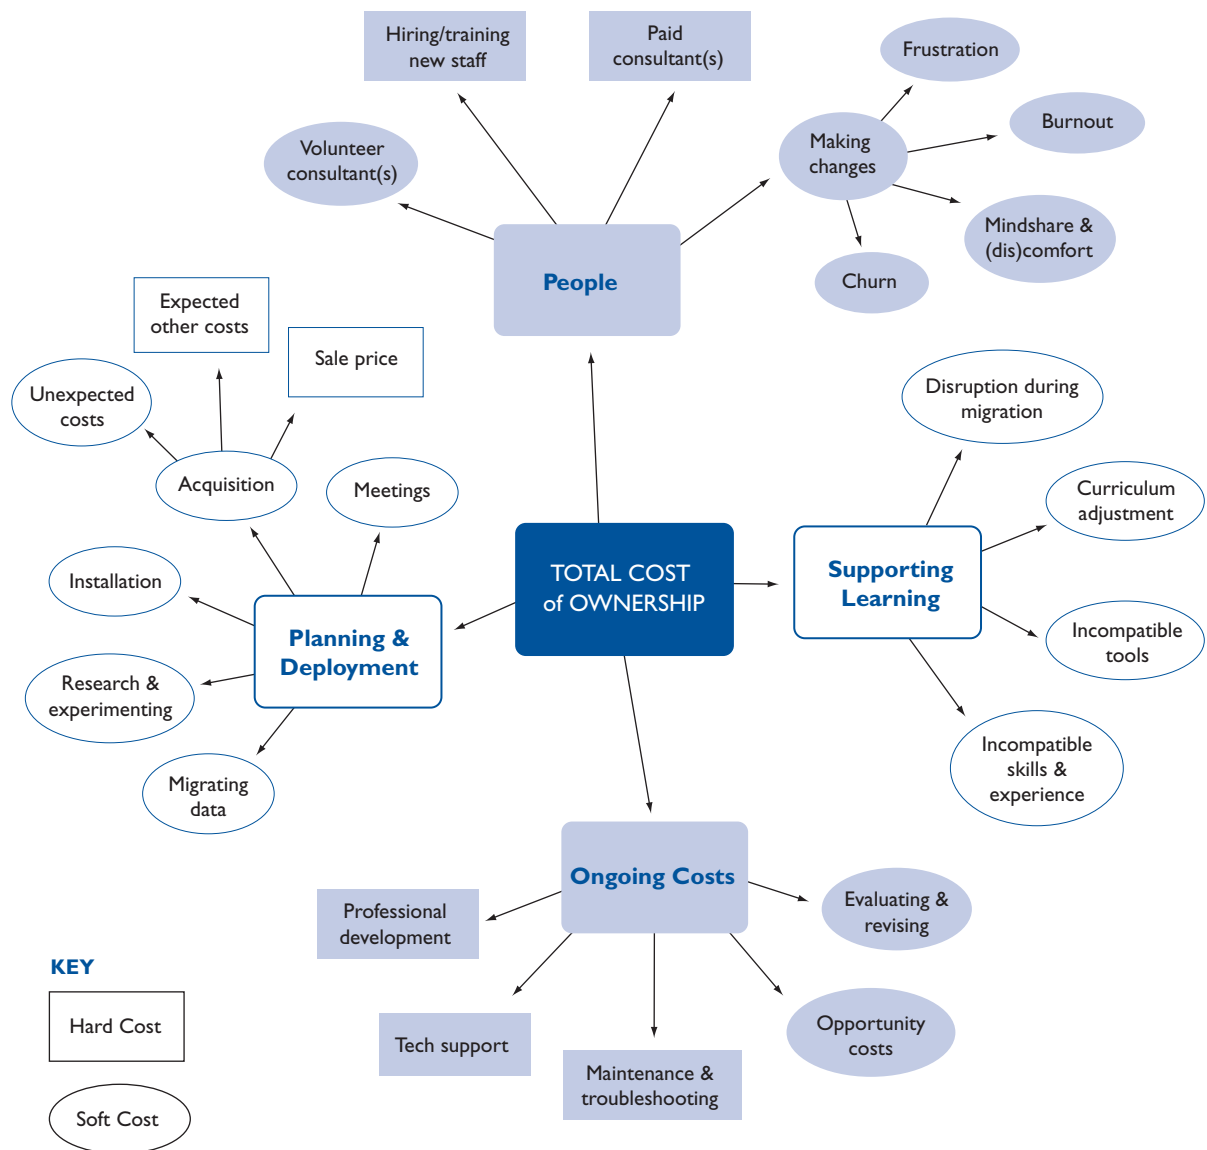 Hiring/training
new staff
Paid
consultant(s)
Frustration
Burnout
Making
changes
Volunteer
consultant(s)
Mindshare &
(dis)comfort
Churn
People
Expected
other costs
Sale price
Unexpected
costs
Acquisition
Meetings
Disruption during
migration
Curriculum
adjustment
Installation
TOTAL COST
of OWNERSHIP
Supporting
Learning
Planning &
Deployment
Incompatible
tools
Research &
experimenting
Migrating
data
Incompatible
skills &
experience
Ongoing Costs
Professional
development
Evaluating &
revising
Tech support
Maintenance &
troubleshooting
Opportunity
costs
KEY
Hard Cost
Soft Cost